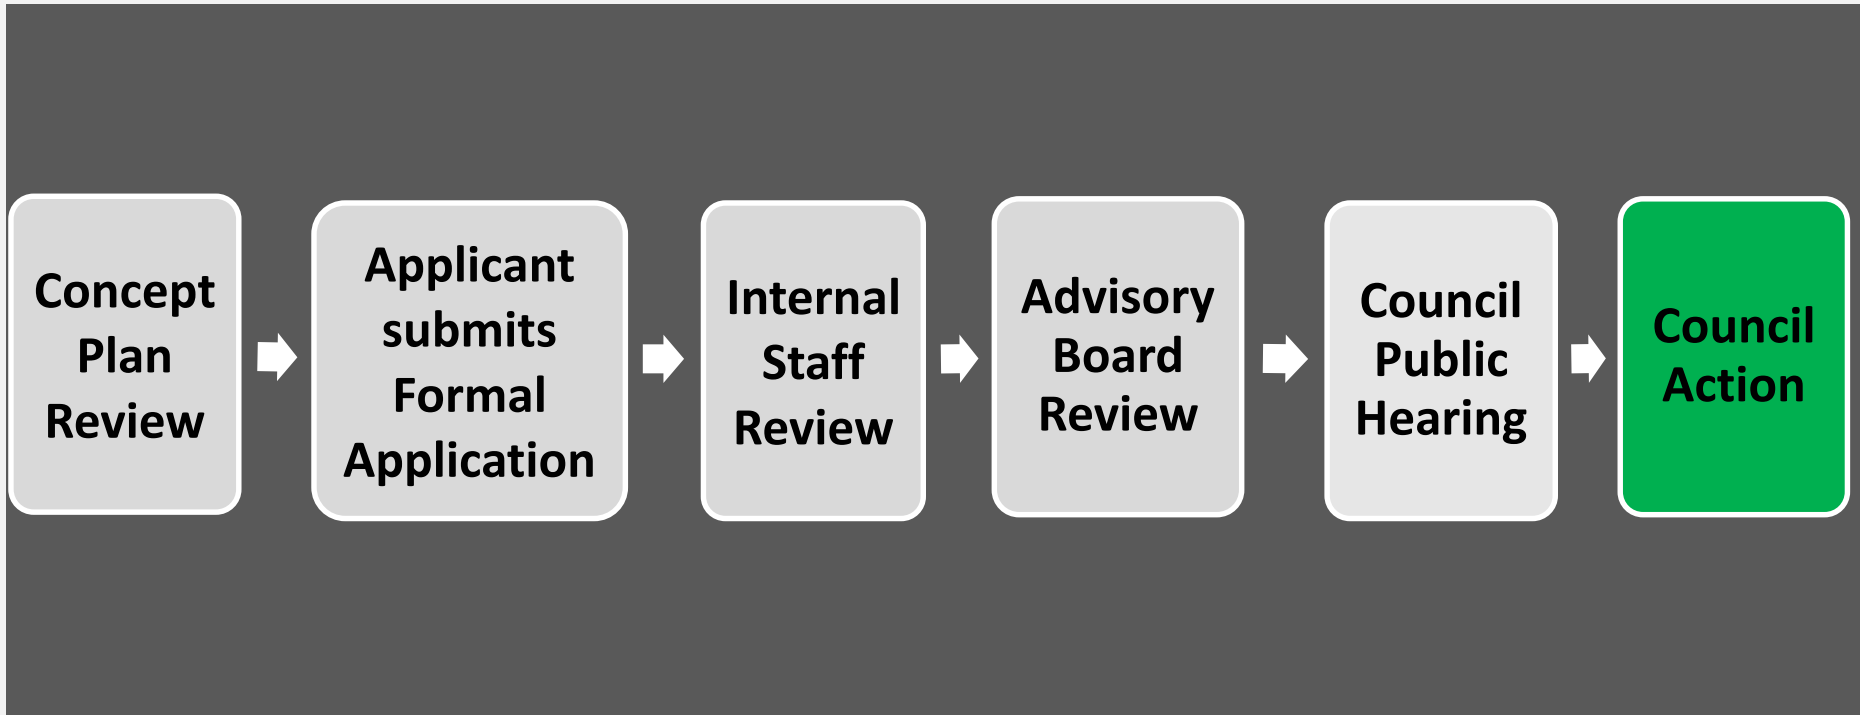 Concept
Plan
Review
Applicant
submits
Formal
Application
Internal
Staff
Review
Advisory
Board
Review
Council
Public
Hearing
Council
Action